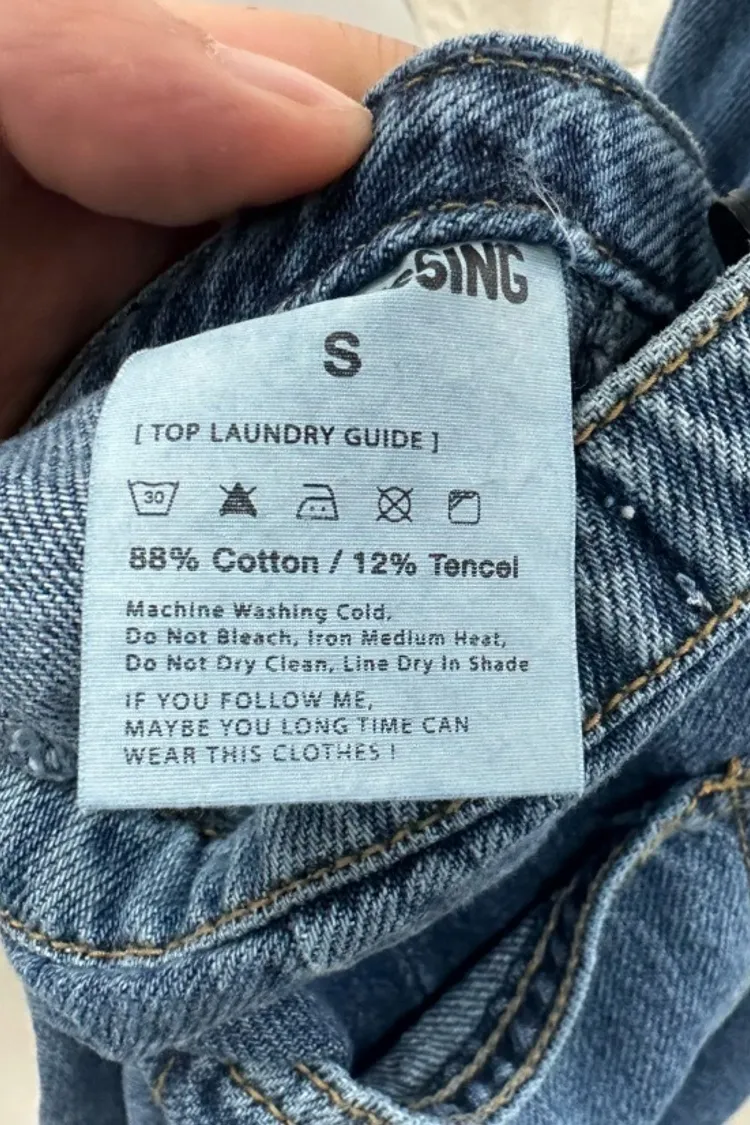 S
[ TOP LAUNDRY GUIDE ]
30
88% Cotton / 12% Tencel
Machine Washing Cold,
Do Not Bleach, Iron Medium Heat,
Do Not Dry Clean, Line Dry In Shade
IF YOU FOLLOW ME,
MAYBE YOU LONG TIME CAN
WEAR THIS CLOTHES !